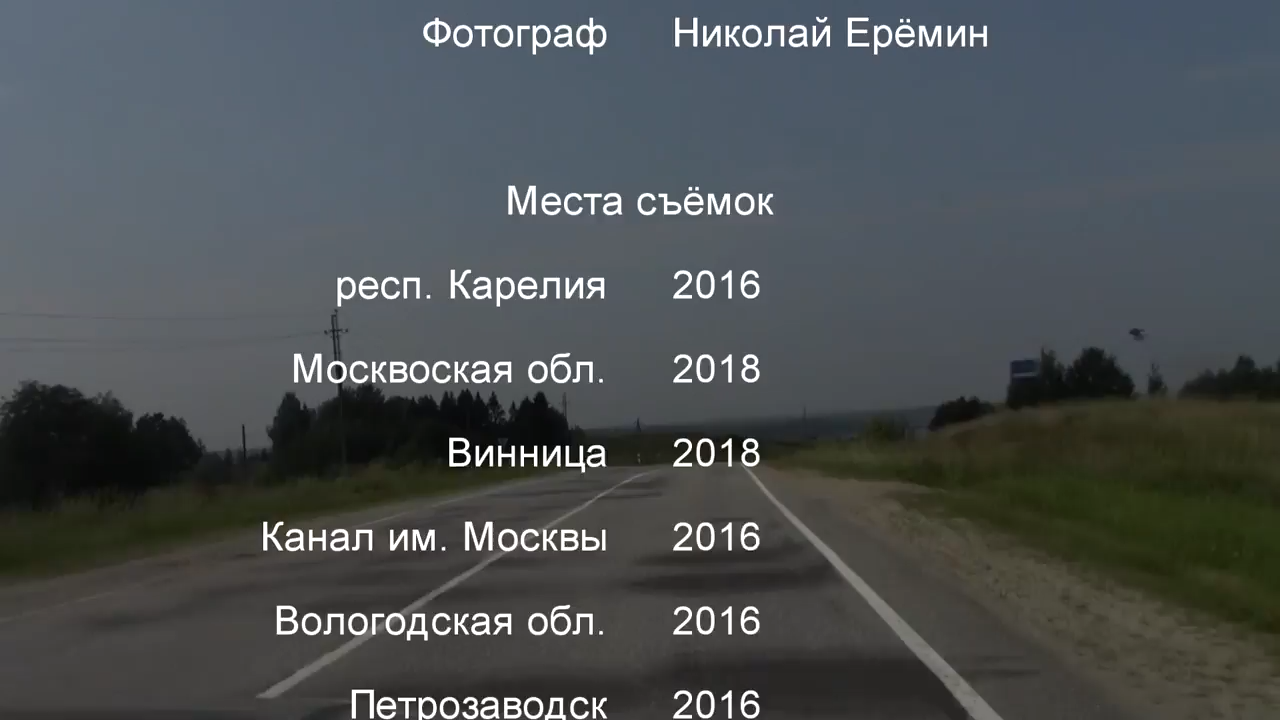 Фотограф Николай Ерёмин
Места съёмок
респ. Карелия 2016
Москвоская обл. 2018
Винница 2018
Канал им. Москвы 2016
Вологодская обл. 2016
Петрозаводск 2016